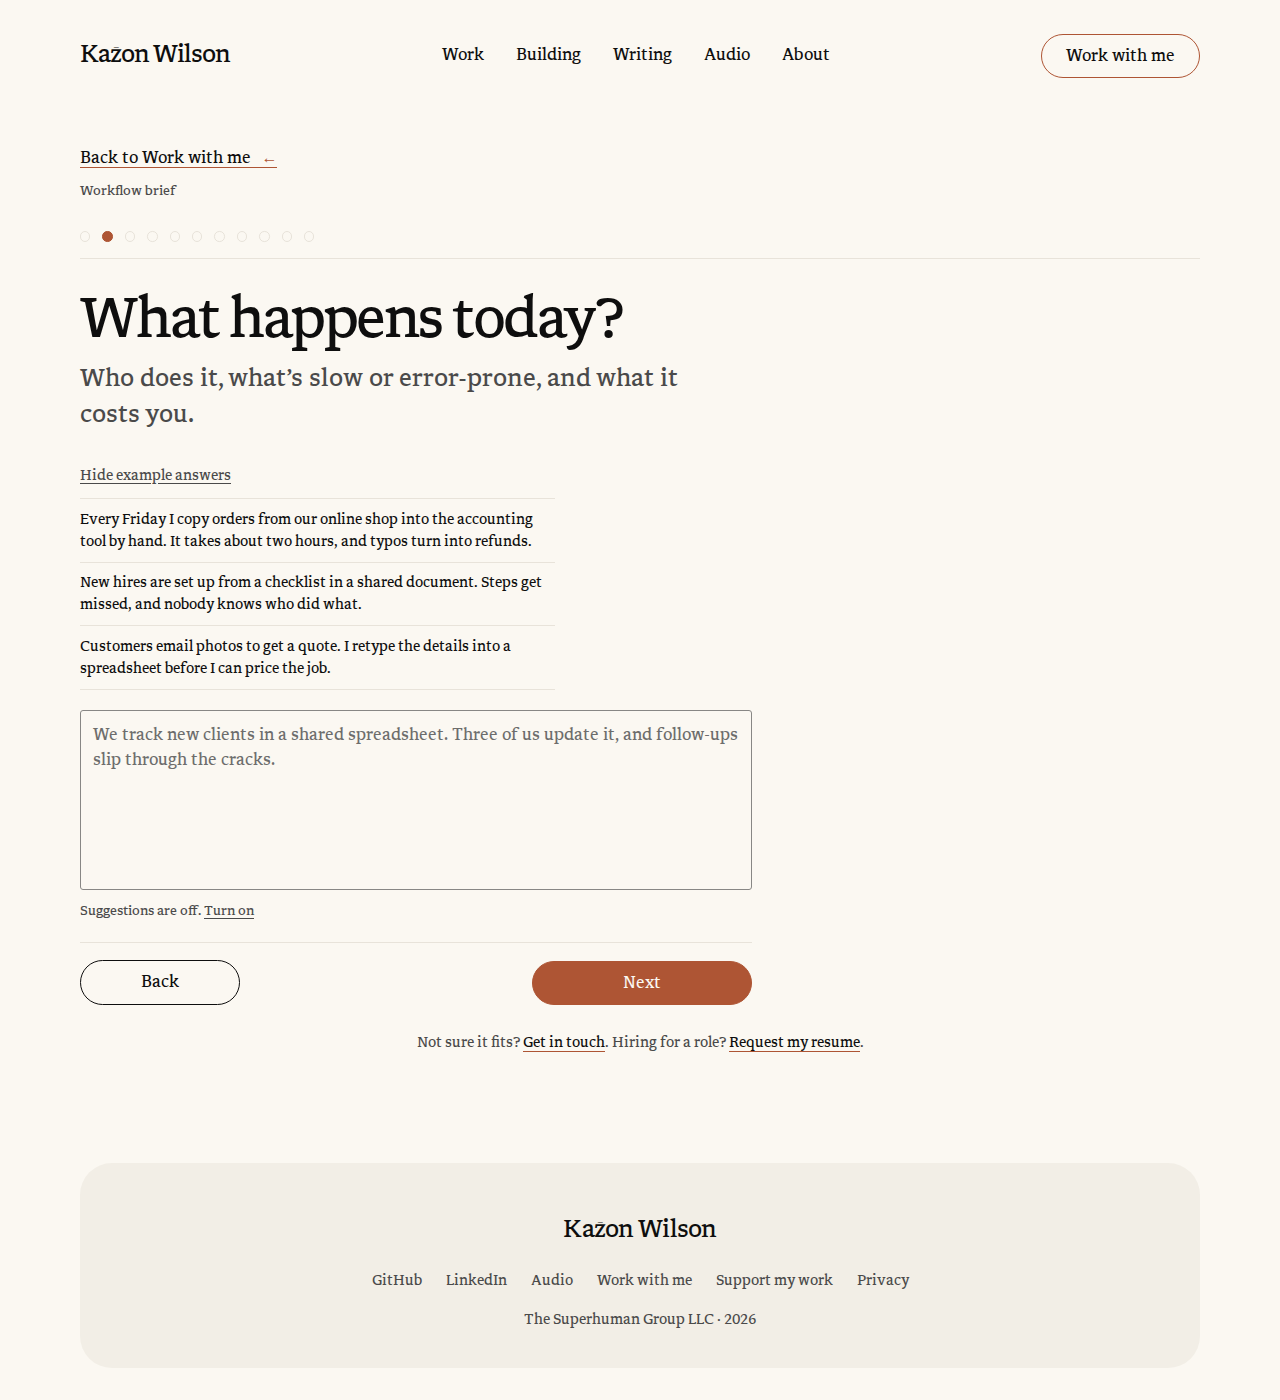 Kazon Wilson
Work Building Writing Audio About
Work with me
Back to Work with me ←
Workflow brief
What happens today?
Who does it, what’s slow or error-prone, and what it
costs you.
Hide example answers
Every Friday I copy orders from our online shop into the accounting
tool by hand. It takes about two hours, and typos turn into refunds.
New hires are set up from a checklist in a shared document. Steps get
missed, and nobody knows who did what.
Customers email photos to get a quote. I retype the details into a
spreadsheet before I can price the job.
We track new clients in a shared spreadsheet. Three of us update it, and follow-ups
slip through the cracks.
Suggestions are off. Turn on
Back
Next
Not sure it fits? Get in touch. Hiring for a role? Request my resume.
Kazon Wilson
GitHub LinkedIn Audio Work with me Support my work Privacy
The Superhuman Group LLC · 2026